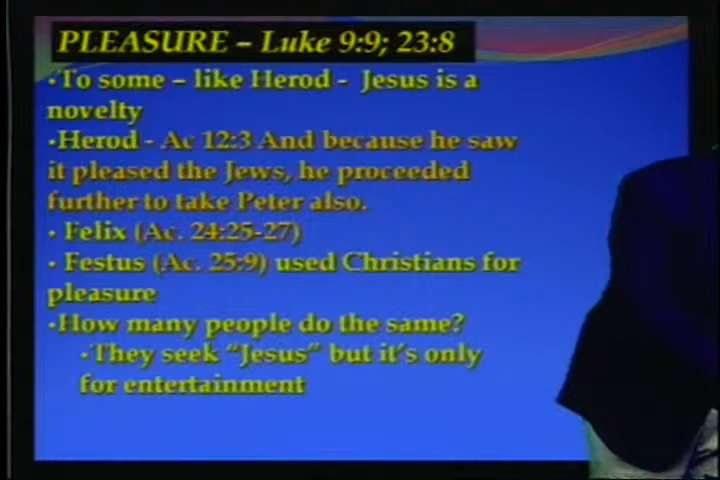 PLEASURE – Luke 9:9; 23:8
•To some – like Herod - Jesus is a
novelty
•Herod - Ac 12:3 And because he saw
it pleased the Jews, he proceeded
further to take Peter also.
• Felix (Ac. 24:25-27)
• Festus (Ac. 25:9) used Christians for
pleasure
•How many people do the same?
•They seek “Jesus” but it’s only
for entertainment